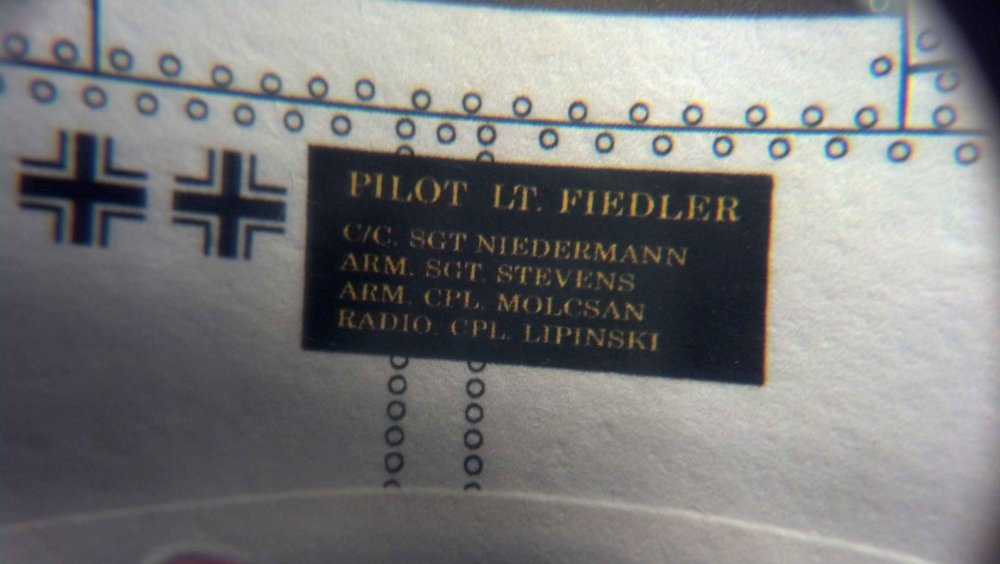 PILOT LT. FIEDLER
C/C. SGT NIEDERMANN
ARM. SGT. STEVENS
ARM. CPL. MOLCSAN
RADIO. CPL. LIPINSKI